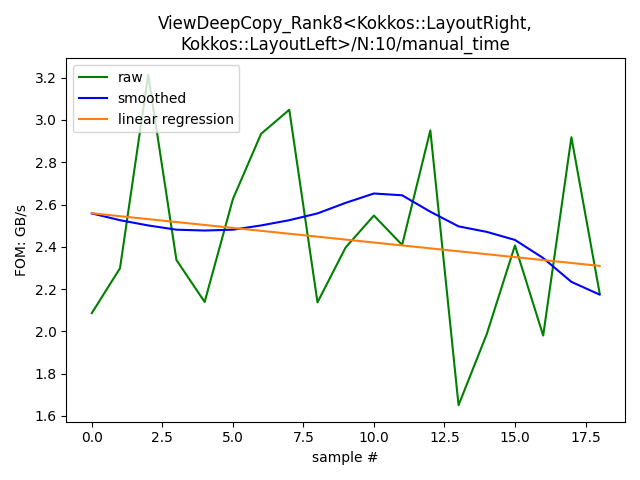 ViewDeepCopy_Rank8<Kokkos::LayoutRight,
Kokkos::LayoutLeft>/N:10/manual_time
raw
smoothed
linear regression
FOM: GB/s
3.2
3.0
2.8
2.6
2.4
2.2
2.0
1.8
1.6
0.0 2.5 5.0 7.5 10.0 12.5 15.0 17.5
sample #